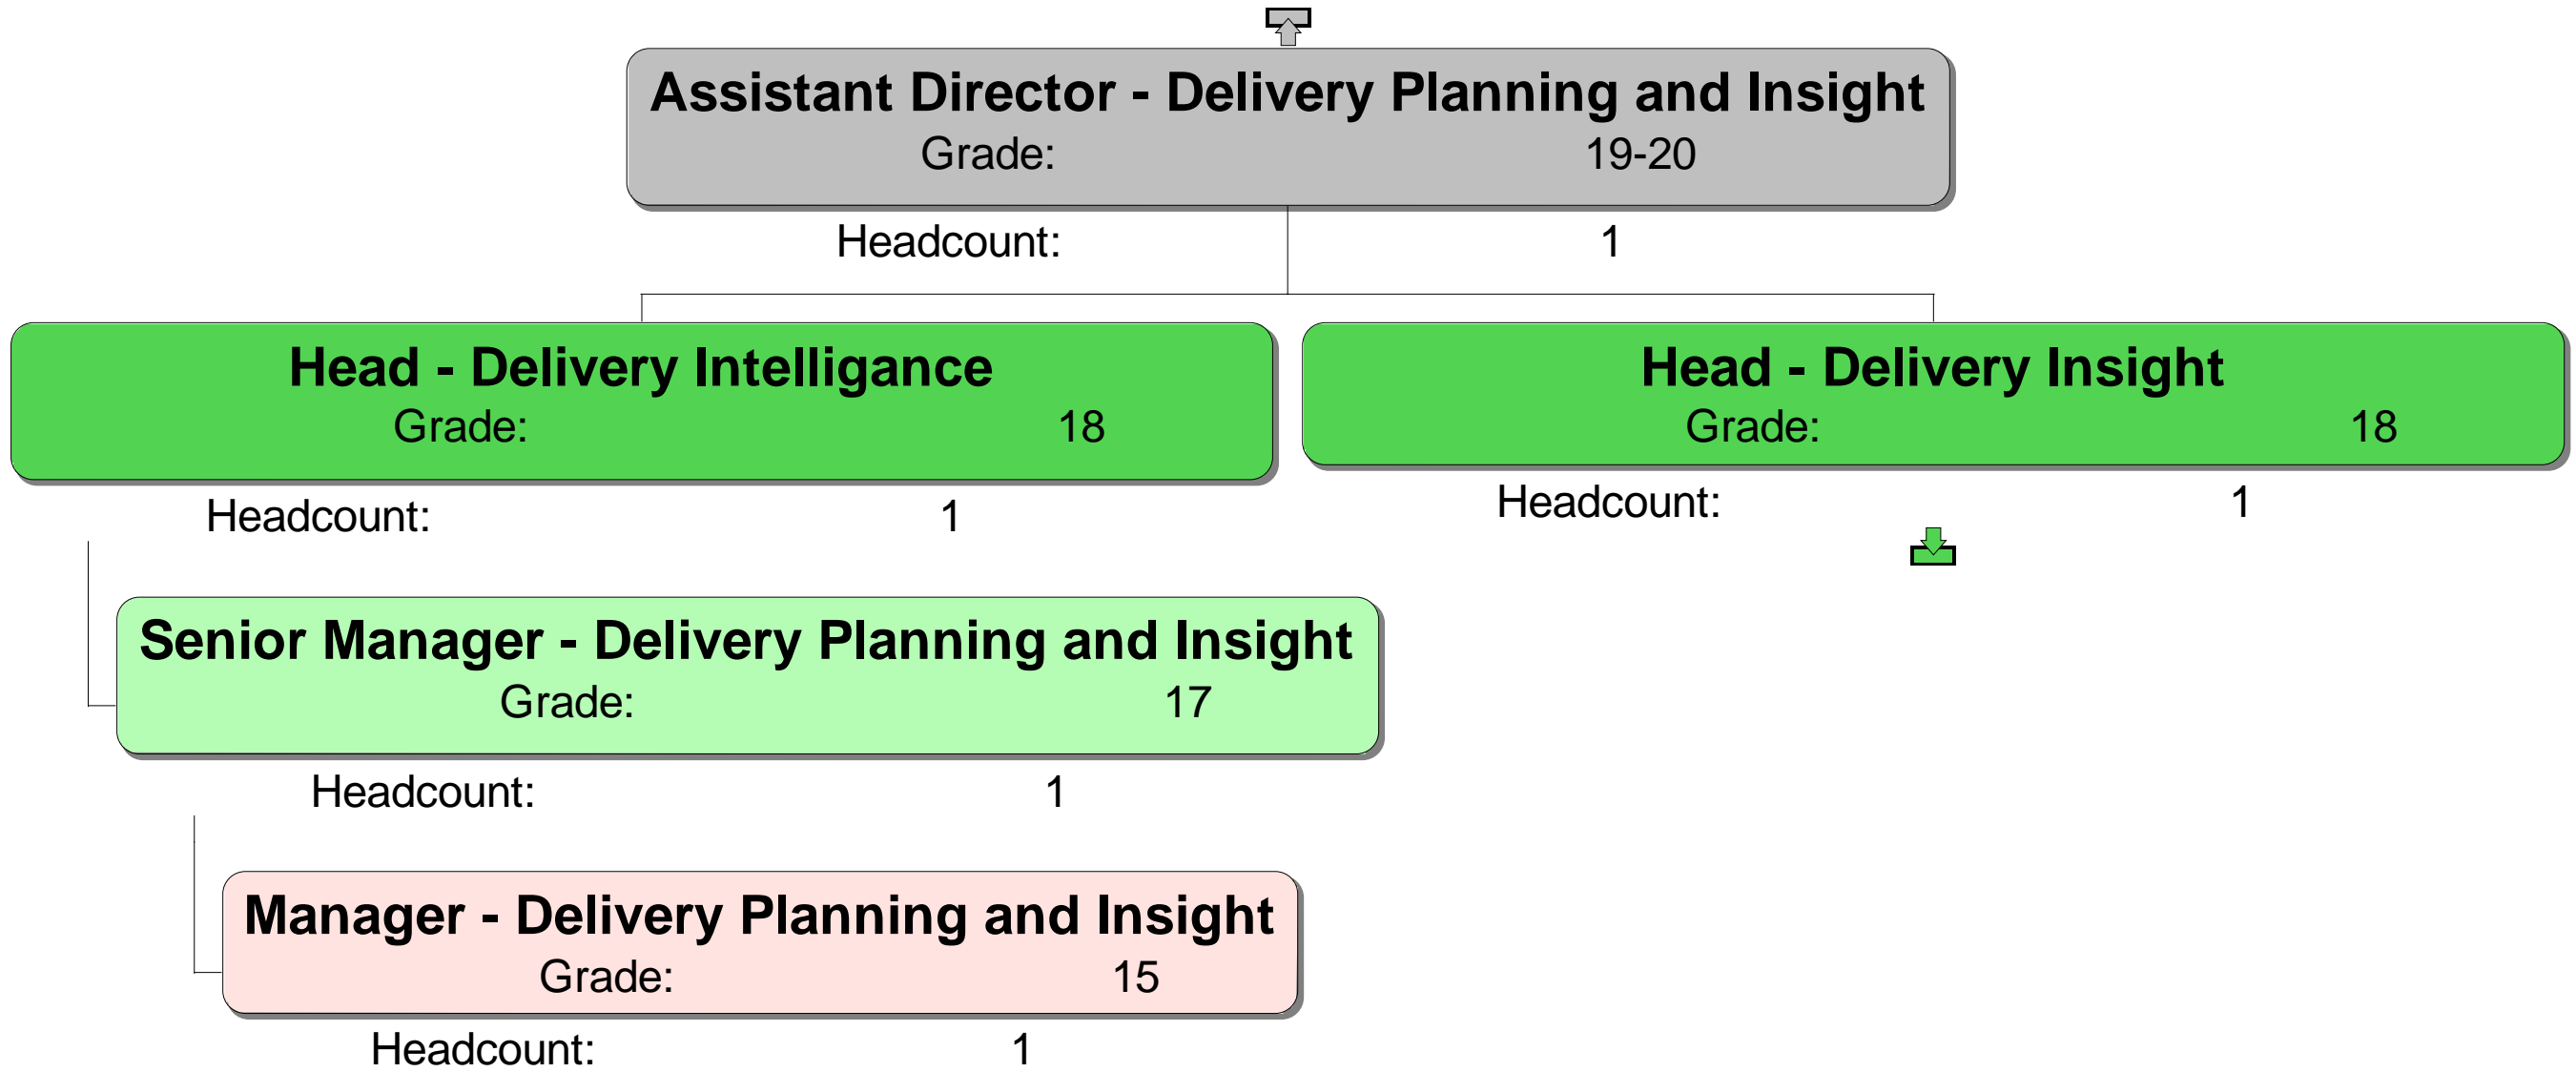 Assistant Director - Delivery Planning and Insight
Grade: 19-20
Headcount: 1
Head - Delivery Intelligance
Grade: 18
Headcount: 1
Head - Delivery Insight
Grade: 18
Headcount: 1
Senior Manager - Delivery Planning and Insight
Grade: 17
Headcount: 1
Manager - Delivery Planning and Insight
Grade: 15
Headcount: 1